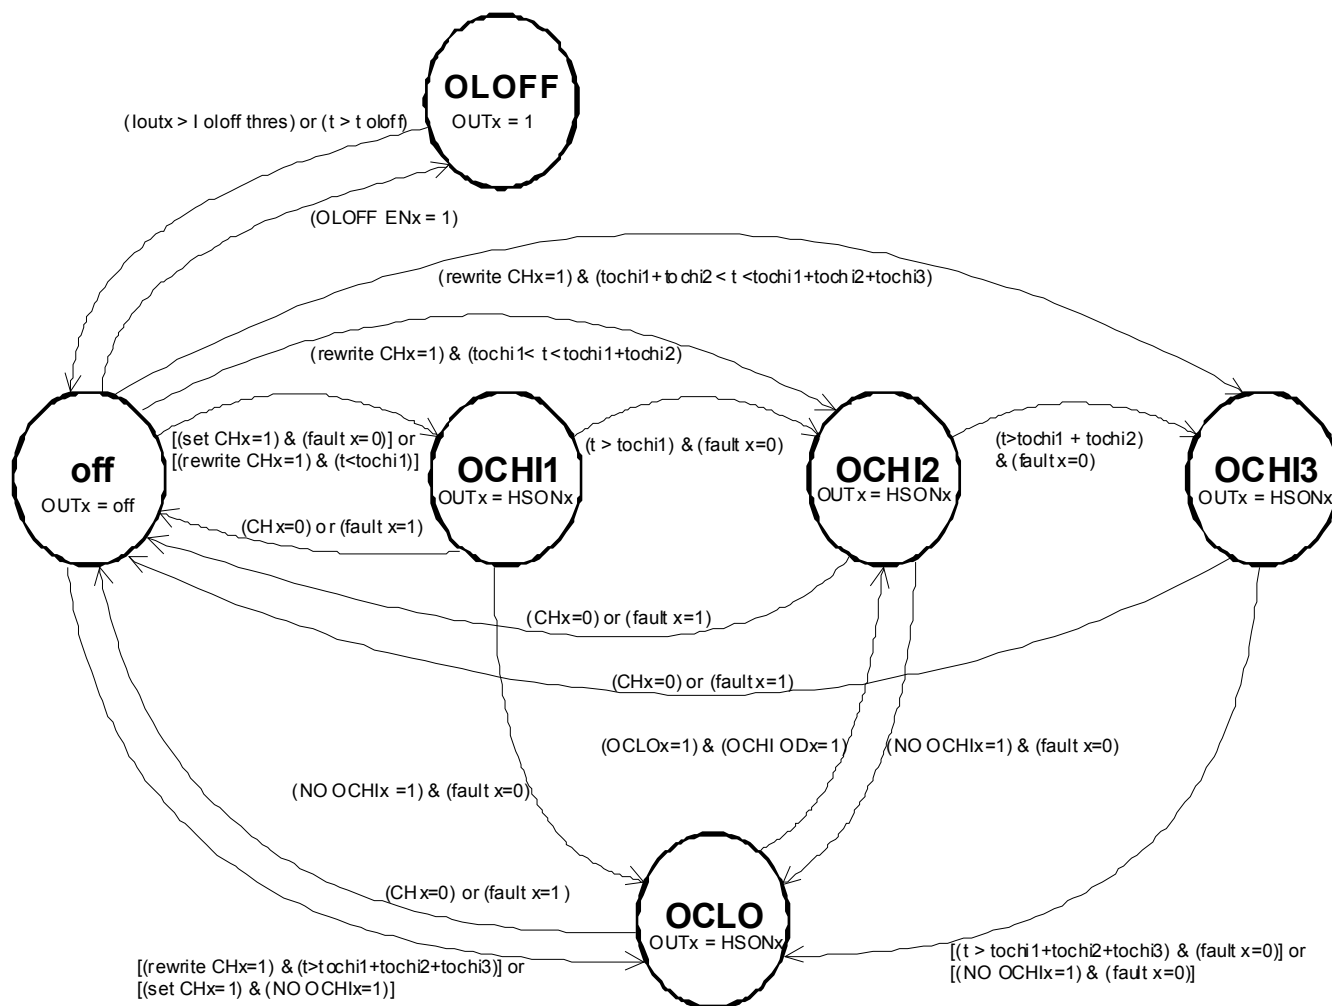 OLOFF
OUTx = 1
(Ioutx > I oloff thres) or (t > t oloff)
(OLOFF ENx = 1)
(rewrite CHx=1) & (tochi1+tochi2 < t <tochi1+tochi2+tochi3)
(rewrite CHx=1) & (tochi1< t <tochi1+tochi2)
off
OUTx = off
[(set CHx=1) & (fault x=0)] or
[(rewrite CHx=1) & (t<tochi1)]
OCHI1
OUTx = HSONx
(t > tochi1) & (fault x=0)
OCHI2
OUTx = HSONx
(t>tochi1 + tochi2)
& (fault x=0)
OCHI3
OUTx = HSONx
(CHx=0) or (fault x=1)
(CHx=0) or (fault x=1)
(CHx=0) or (fault x=1)
(OCLOx=1) & (OCHI ODx=1)
(NO OCHIx=1) & (fault x=0)
(NO OCHIx =1) & (fault x=0)
(CHx=0) or (fault x=1)
OCLO
OUTx = HSONx
[(rewrite CHx=1) & (t>tochi1+tochi2+tochi3)] or
[(set CHx=1) & (NO OCHIx=1)]
[(t > tochi1+tochi2+tochi3) & (fault x=0)] or
[(NO OCHIx=1) & (fault x=0)]